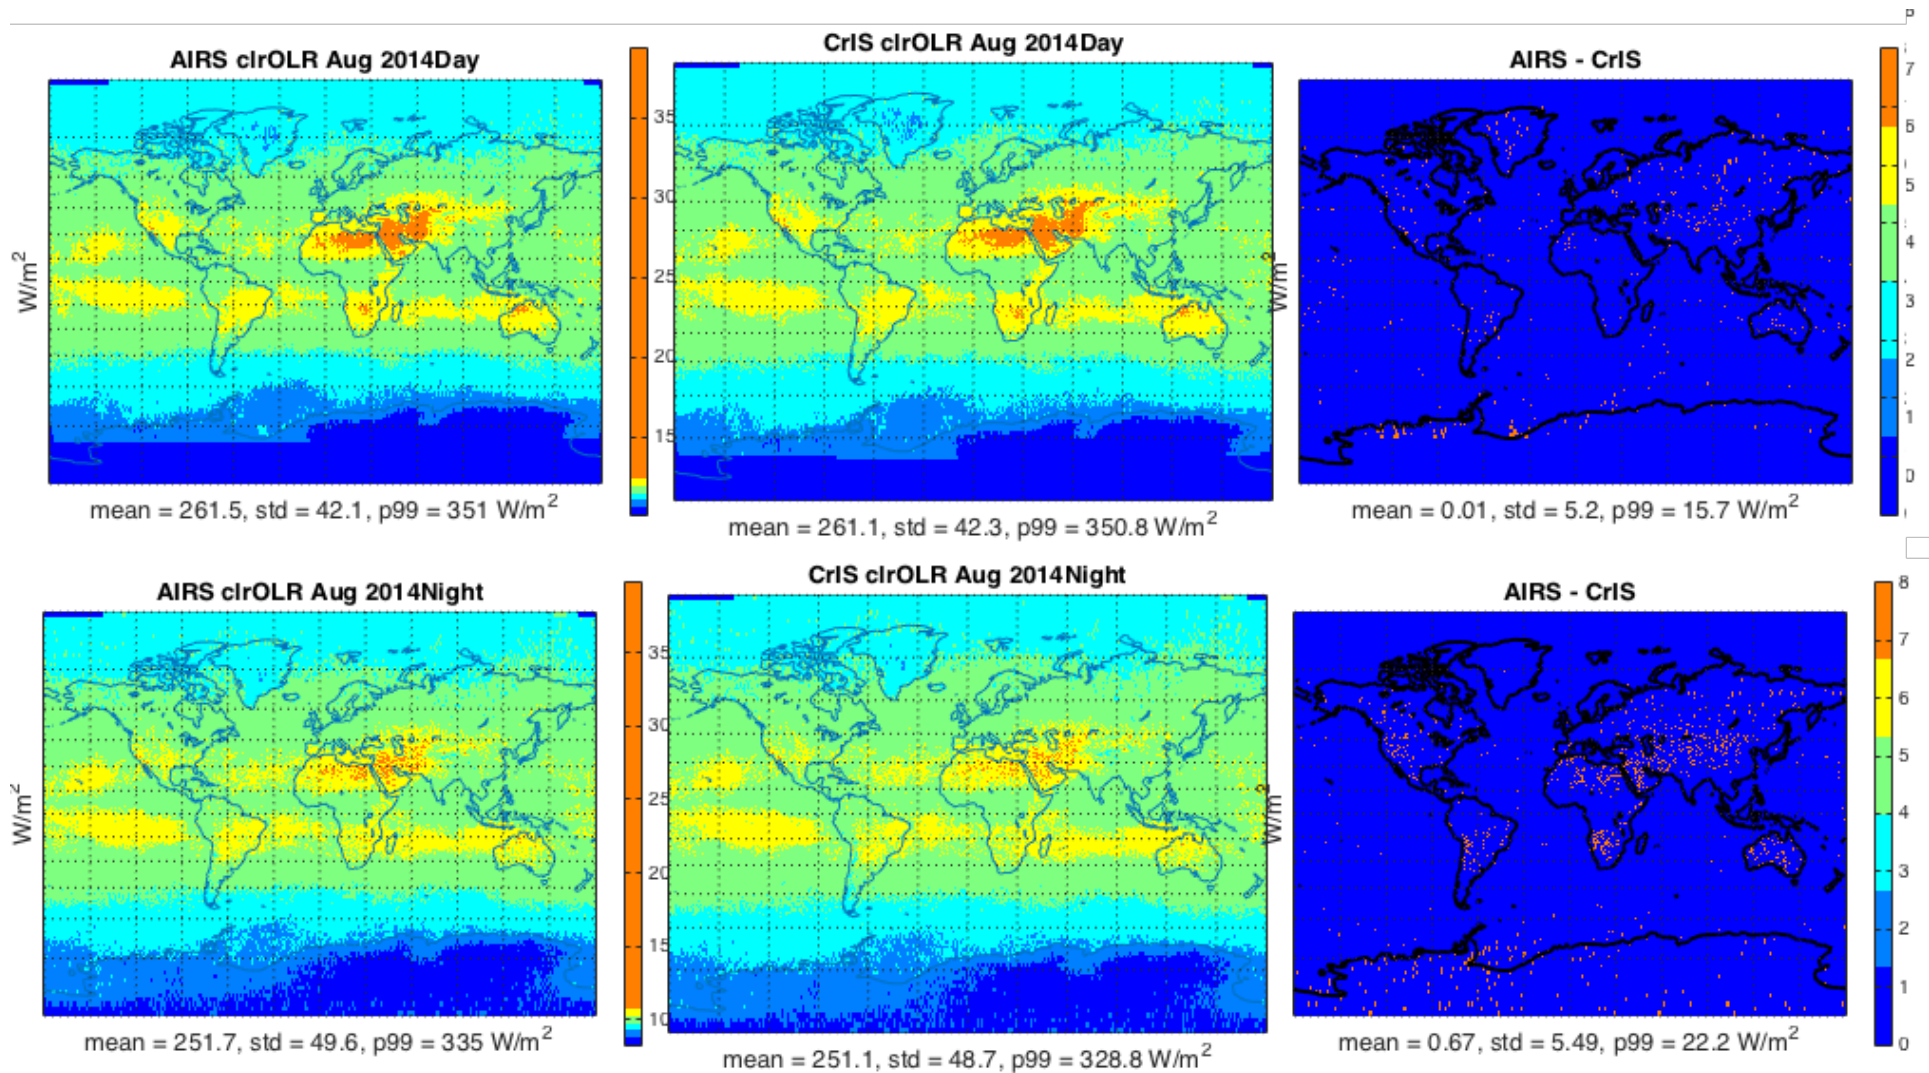 AIRS clrOLR Aug 2014Day
CrIS clrOLR Aug 2014Day
AIRS - CrIS
W/m2
35
30
25
20
15
W/m2
7
6
5
4
3
2
1
0
mean = 261.5, std = 42.1, p99 = 351 W/m2
mean = 261.1, std = 42.3, p99 = 350.8 W/m2
mean = 0.01, std = 5.2, p99 = 15.7 W/m2
AIRS clrOLR Aug 2014Night
CrIS clrOLR Aug 2014Night
AIRS - CrIS
W/m2
35
30
25
20
15
10
W/m2
8
7
6
5
4
3
2
1
0
mean = 251.7, std = 49.6, p99 = 335 W/m2
mean = 251.1, std = 48.7, p99 = 328.8 W/m2
mean = 0.67, std = 5.49, p99 = 22.2 W/m2